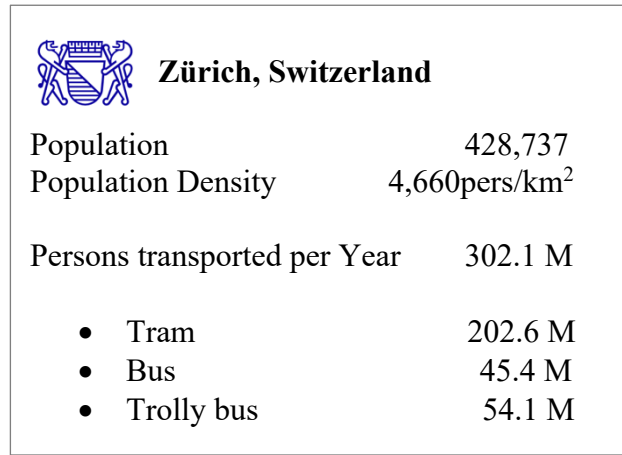 Zürich, Switzerland
Population 428,737
Population Density 4,660pers/km²
Persons transported per Year 302.1 M
• Tram 202.6 M
• Bus 45.4 M
• Trolly bus 54.1 M